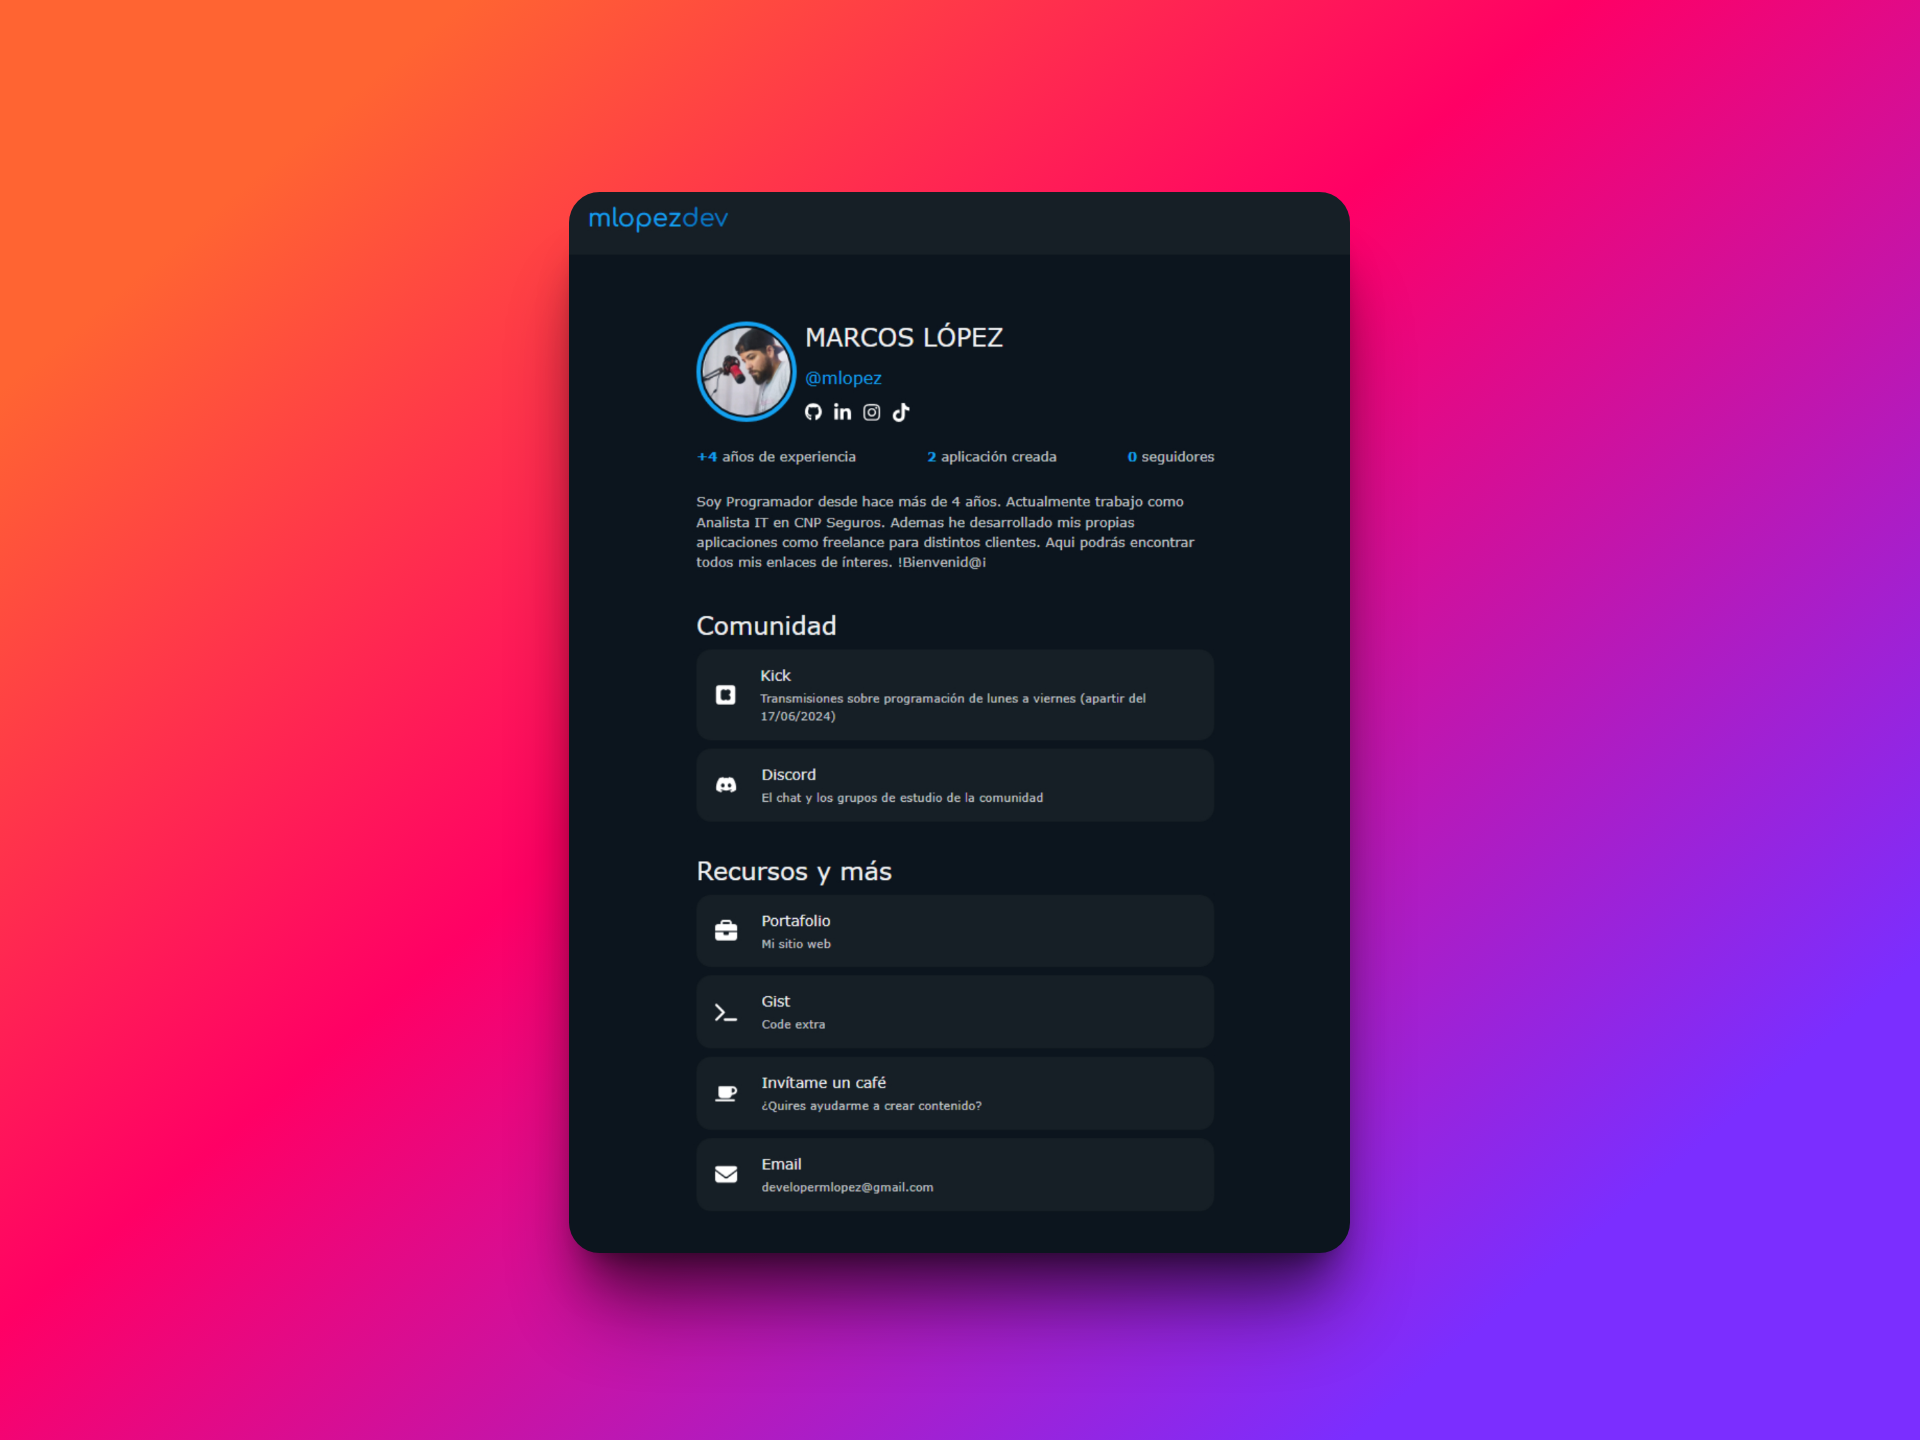 mlopezdev
MARCOS LÓPEZ
@mlopez
+4 años de experiencia
2 aplicación creada
0 seguidores
Soy Programador desde hace más de 4 años. Actualmente trabajo como
Analista IT en CNP Seguros. Ademas he desarrollado mis propias
aplicaciones como freelance para distintos clientes. Aqui podrás encontrar
todos mis enlaces de ínteres. !Bienvenid@¡
Comunidad
Kick
Transmisiones sobre programación de lunes a viernes (apartir del
17/06/2024)
Discord
El chat y los grupos de estudio de la comunidad
Recursos y más
Portafolio
Mi sitio web
Gist
Code extra
Invítame un café
¿Quires ayudarme a crear contenido?
Email
developermlopez@gmail.com